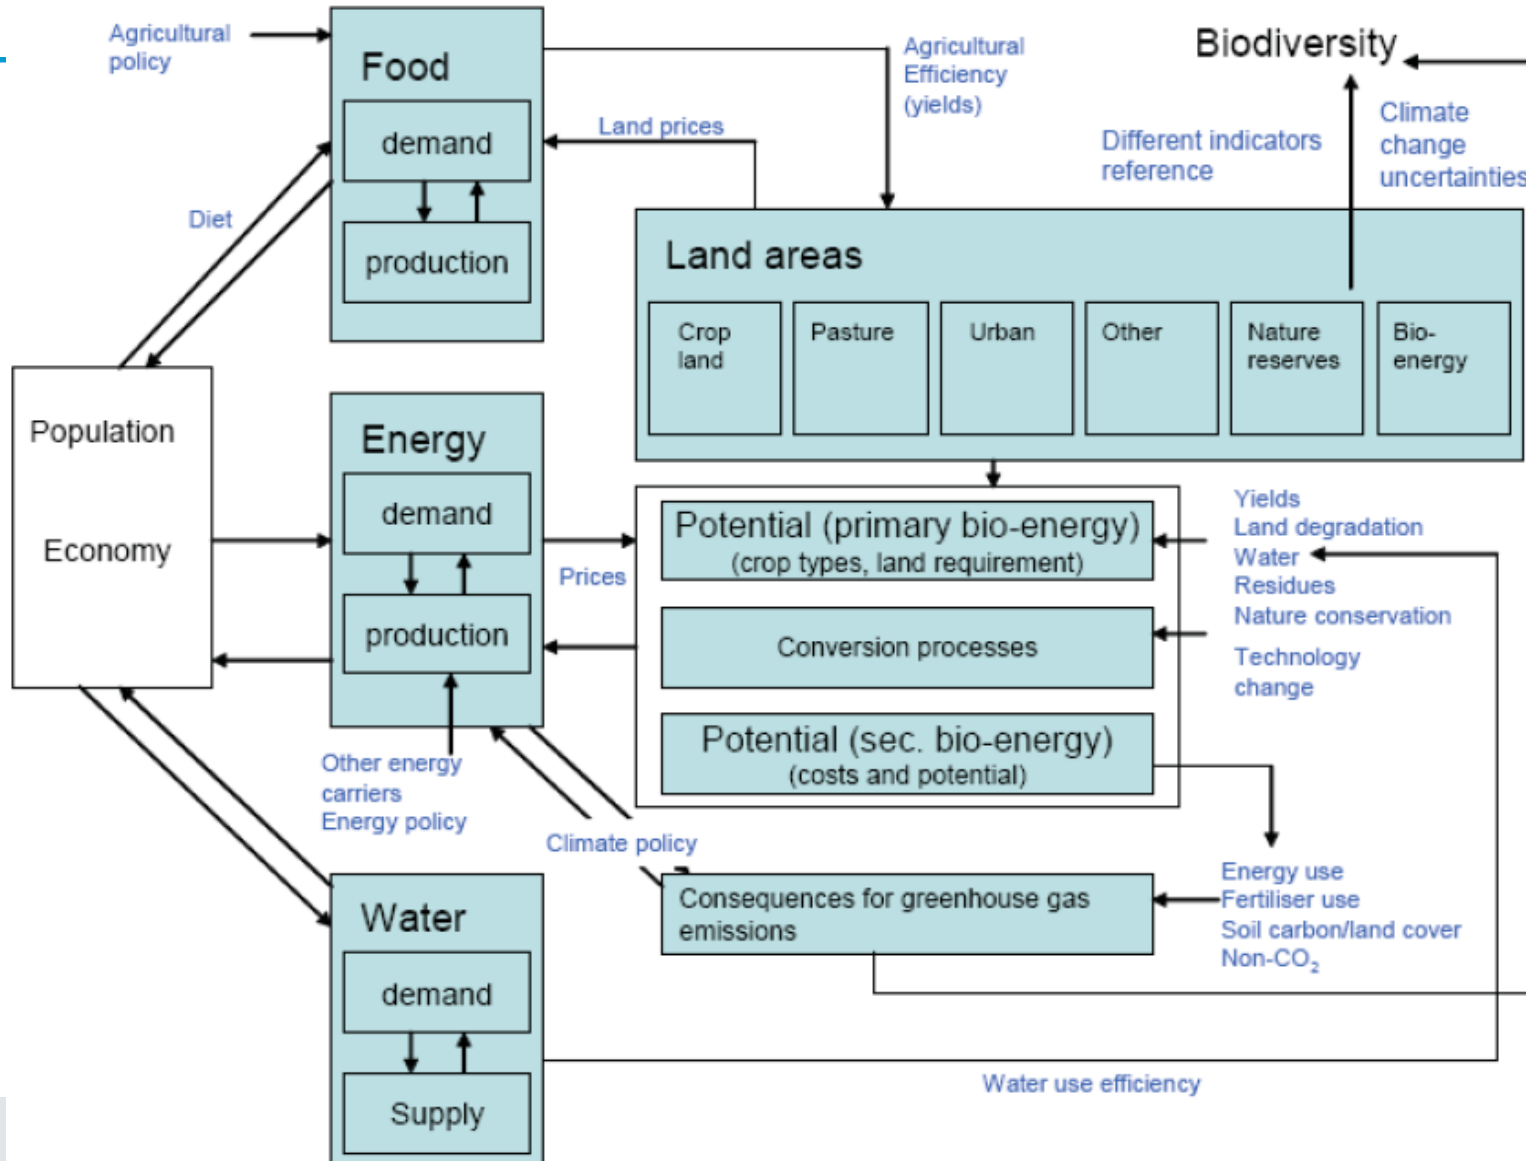 Agricultural
policy
Food
demand
production
Diet
Land prices
Agricultural
Efficiency
(yields)
Biodiversity
Different indicators
reference
Climate
change
uncertainties
Land areas
Crop
land
Pasture
Urban
Other
Nature
reserves
Bio-
energy
Population
Economy
Energy
demand
production
Prices
Other energy
carriers
Energy policy
Potential (primary bio-energy)
(crop types, land requirement)
Conversion processes
Potential (sec. bio-energy)
(costs and potential)
Yields
Land degradation
Water
Residues
Nature conservation
Technology
change
Climate policy
Consequences for greenhouse gas
emissions
Energy use
Fertiliser use
Soil carbon/land cover
Non-CO₂
Water
demand
Supply
Water use efficiency